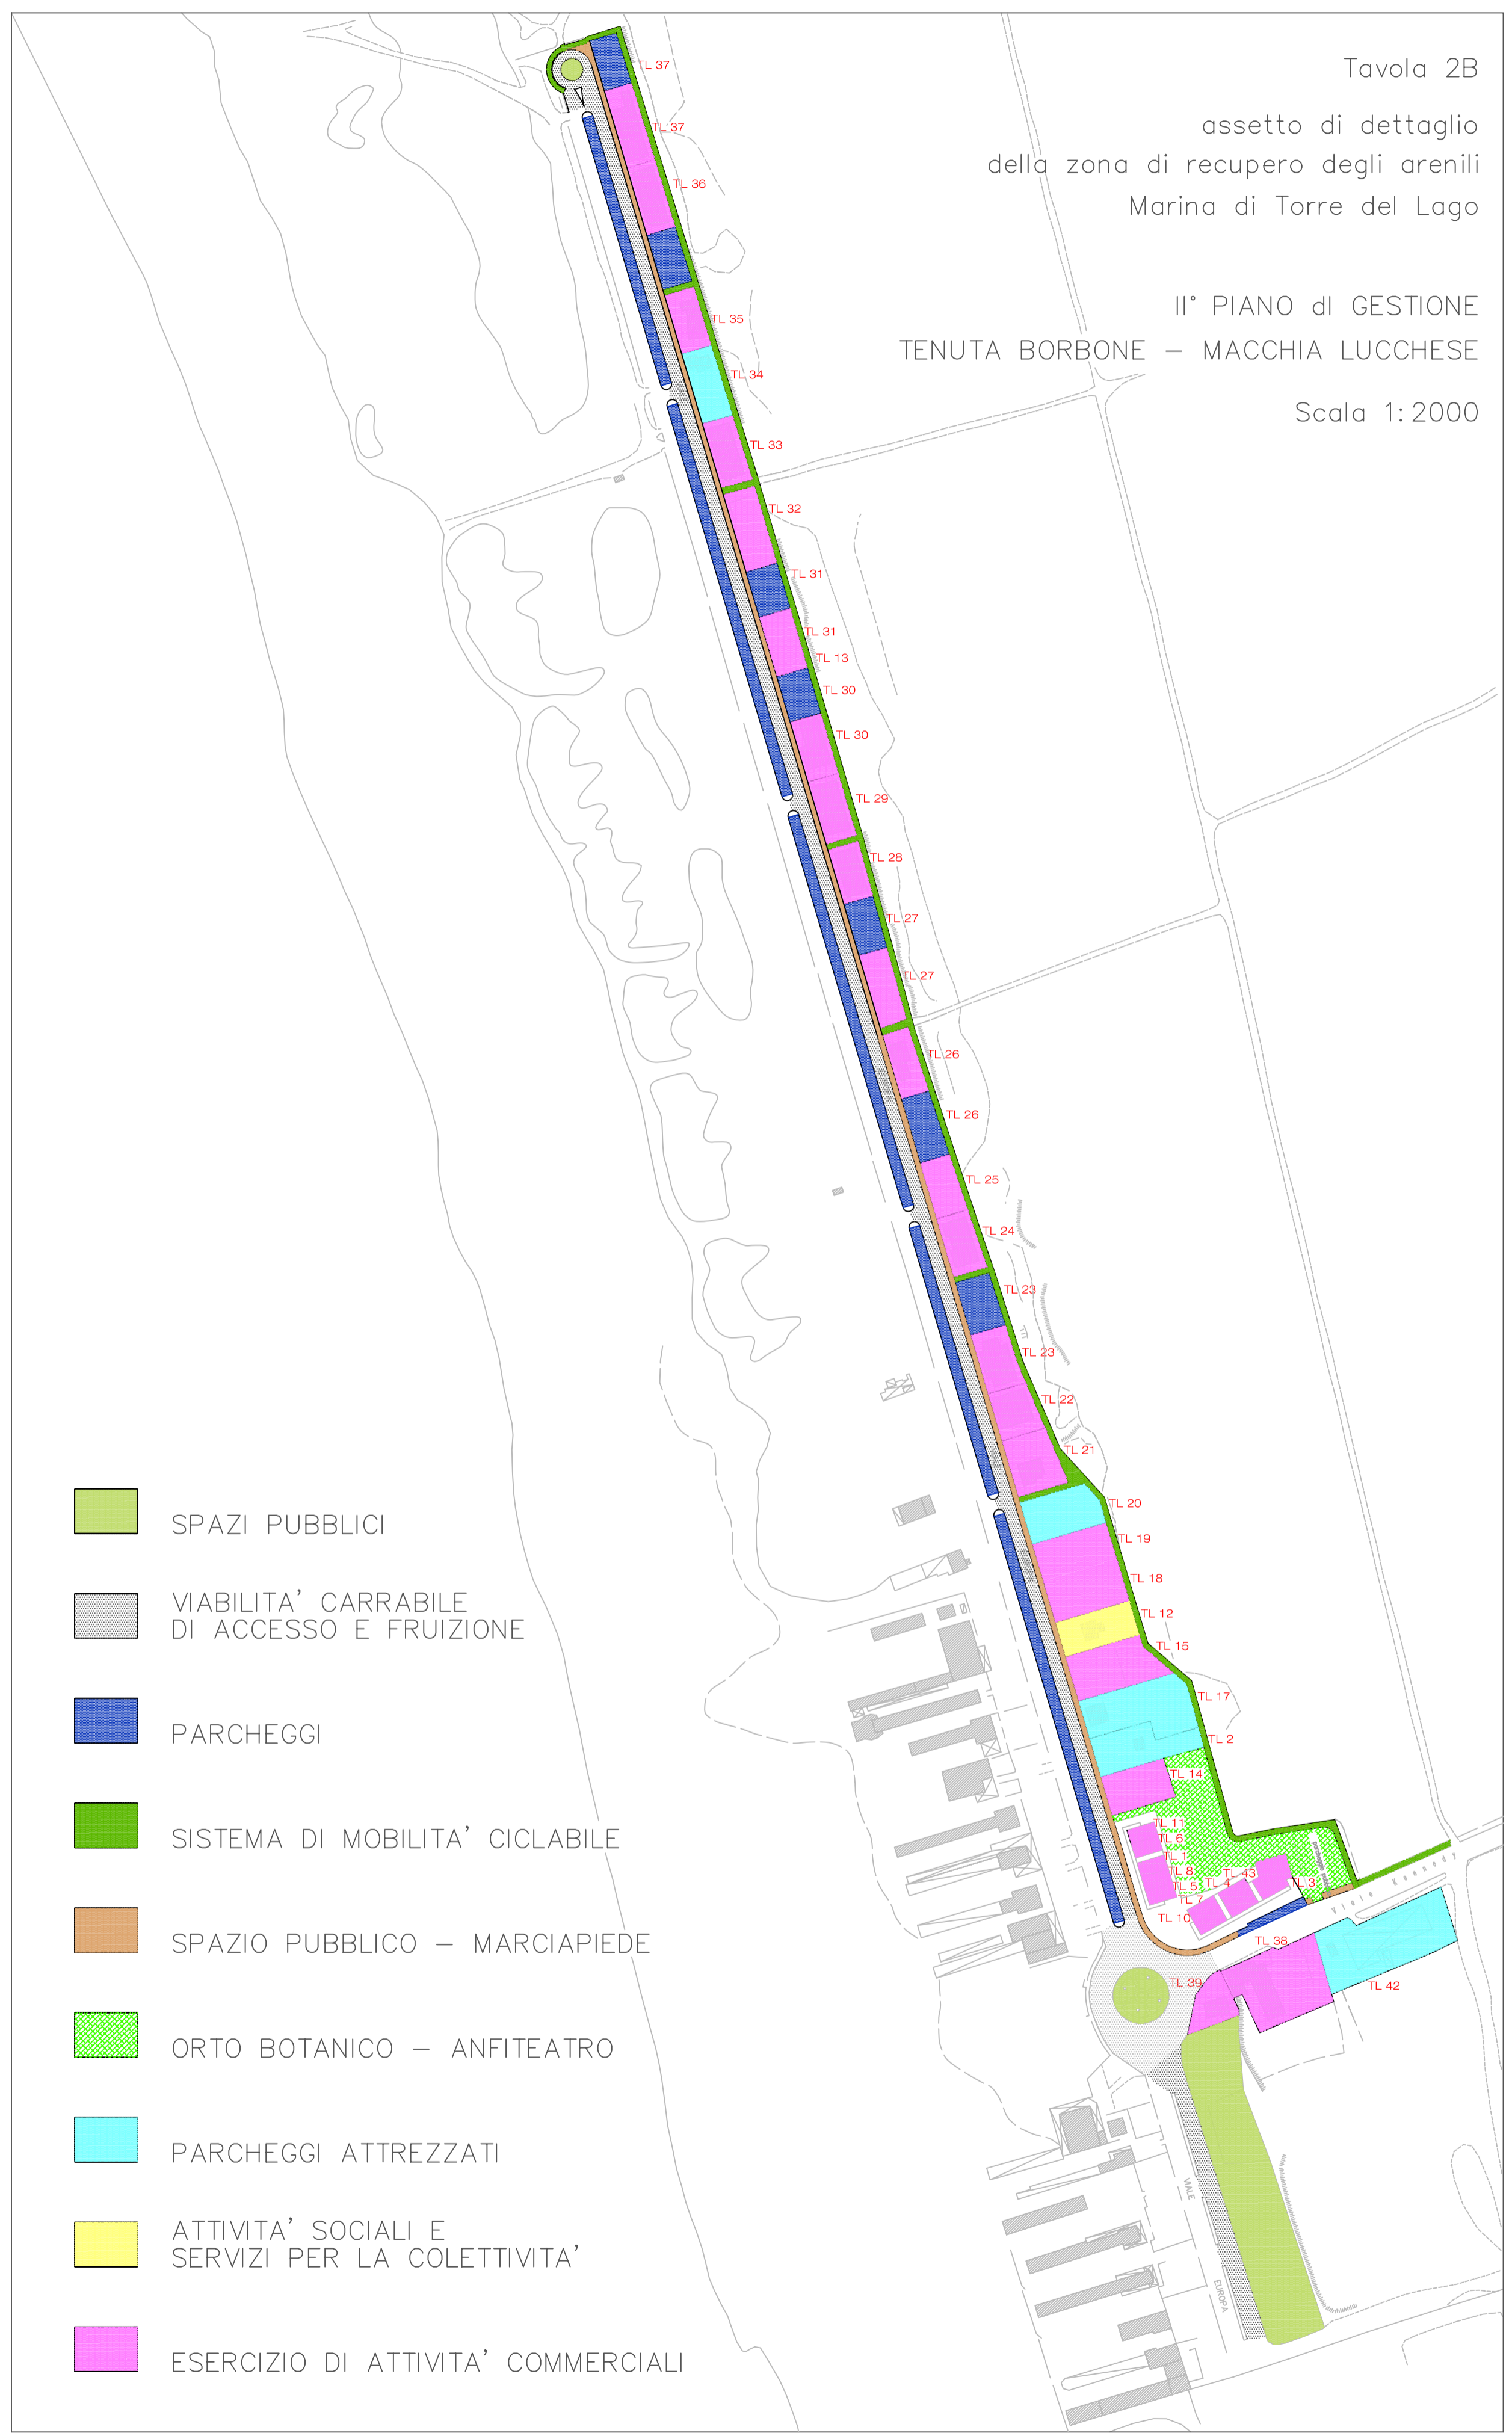 Tavola 2B
assetto di dettaglio
della zona di recupero degli arenili
Marina di Torre del Lago
II° PIANO dI GESTIONE
TENUTA BORBONE – MACCHIA LUCCHESE
Scala 1:2000
TL 37
TL 37
TL 36
TL 35
TL 34
TL 33
TL 32
TL 31
TL 31
TL 13
TL 30
TL 30
TL 29
TL 28
TL 27
TL 27
TL 26
TL 26
TL 25
TL 24
TL 23
TL 23
TL 22
TL 21
TL 20
TL 19
TL 18
TL 12
TL 15
TL 17
TL 2
TL 14
TL 11
TL 6
TL 1
TL 8
TL 5
TL 7
TL 10
TL 4
TL 43
TL 3
TL 38
TL 39
TL 42
VIALE
EUROPA
SPAZI PUBBLICI
VIABILITA' CARRABILE
DI ACCESSO E FRUIZIONE
PARCHEGGI
SISTEMA DI MOBILITA' CICLABILE
SPAZIO PUBBLICO – MARCIAPIEDE
ORTO BOTANICO – ANFITEATRO
PARCHEGGI ATTREZZATI
ATTIVITA' SOCIALI E
SERVIZI PER LA COLETTIVITA'
ESERCIZIO DI ATTIVITA' COMMERCIALI